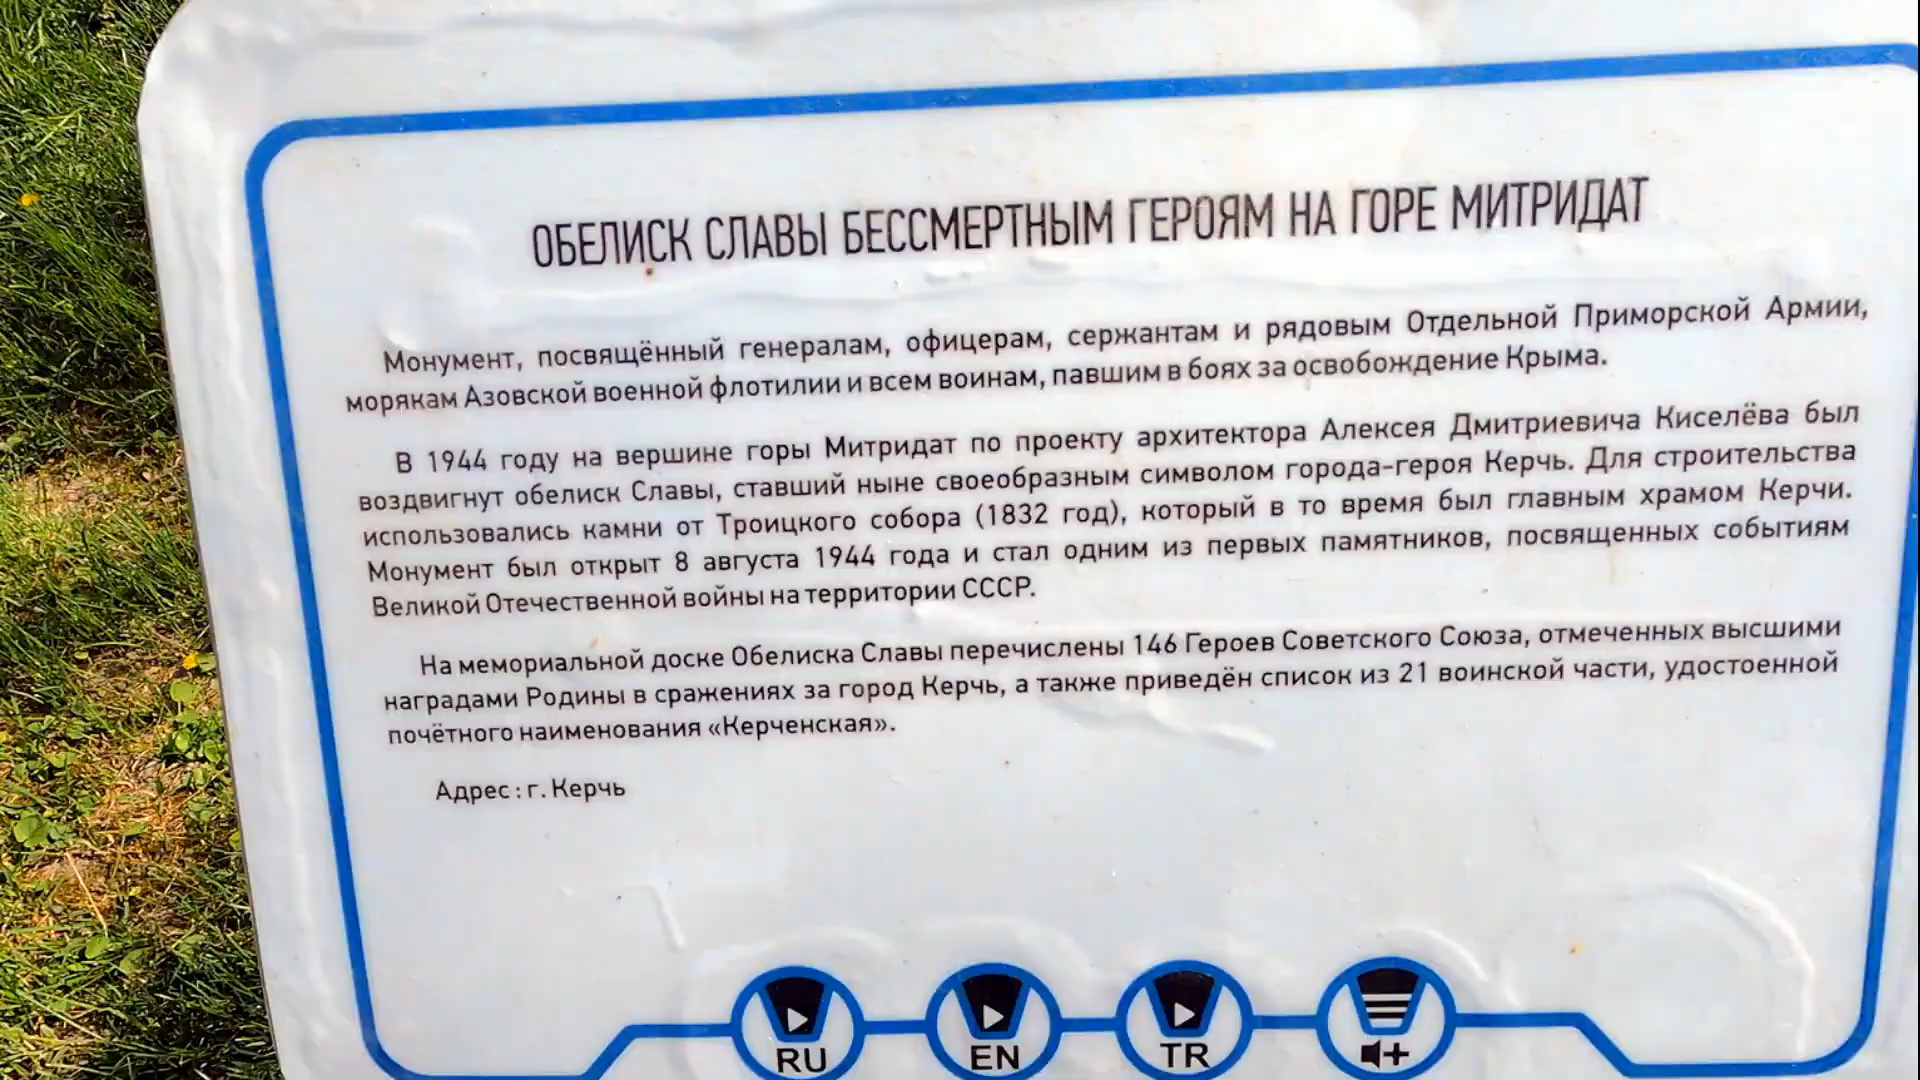 ОБЕЛИСК СЛАВЫ БЕССМЕРТНЫМ ГЕРОЯМ НА ГОРЕ МИТРИДАТ
Монумент, посвящённый генералам, офицерам, сержантам и рядовым Отдельной Приморской Армии,
морякам Азовской военной флотилии и всем воинам, павшим в боях за освобождение Крыма.
В 1944 году на вершине горы Митридат по проекту архитектора Алексея Дмитриевича Киселёва был
воздвигнут обелиск Славы, ставший ныне своеобразным символом города-героя Керчь. Для строительства
использовались камни от Троицкого собора (1832 год), который в то время был главным храмом Керчи.
Монумент был открыт 8 августа 1944 года и стал одним из первых памятников, посвященных событиям
Великой Отечественной войны на территории СССР.
На мемориальной доске Обелиска Славы перечислены 146 Героев Советского Союза, отмеченных высшими
наградами Родины в сражениях за город Керчь, а также приведён список из 21 воинской части, удостоенной
почётного наименования «Керченская».
Адрес: г. Керчь
RU EN TR +